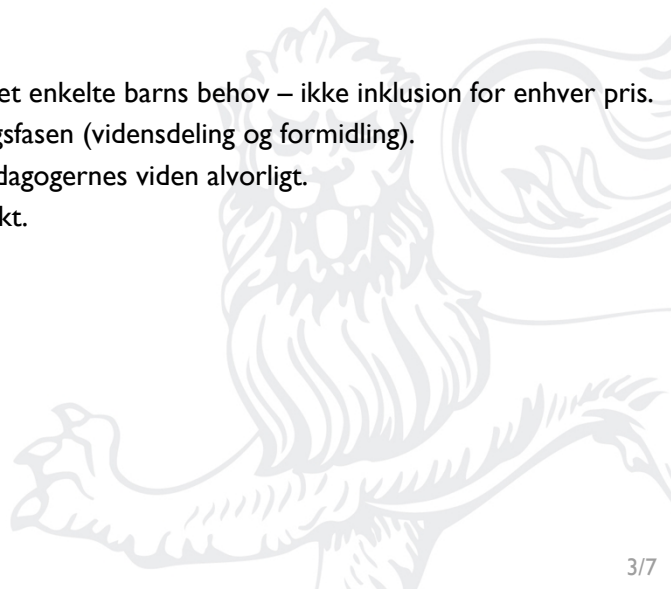 et enkelte barns behov – ikke inklusion for enhver pris.
gsfasen (vidensdeling og formidling).
dagogernes viden alvorligt.
kt.
3/7